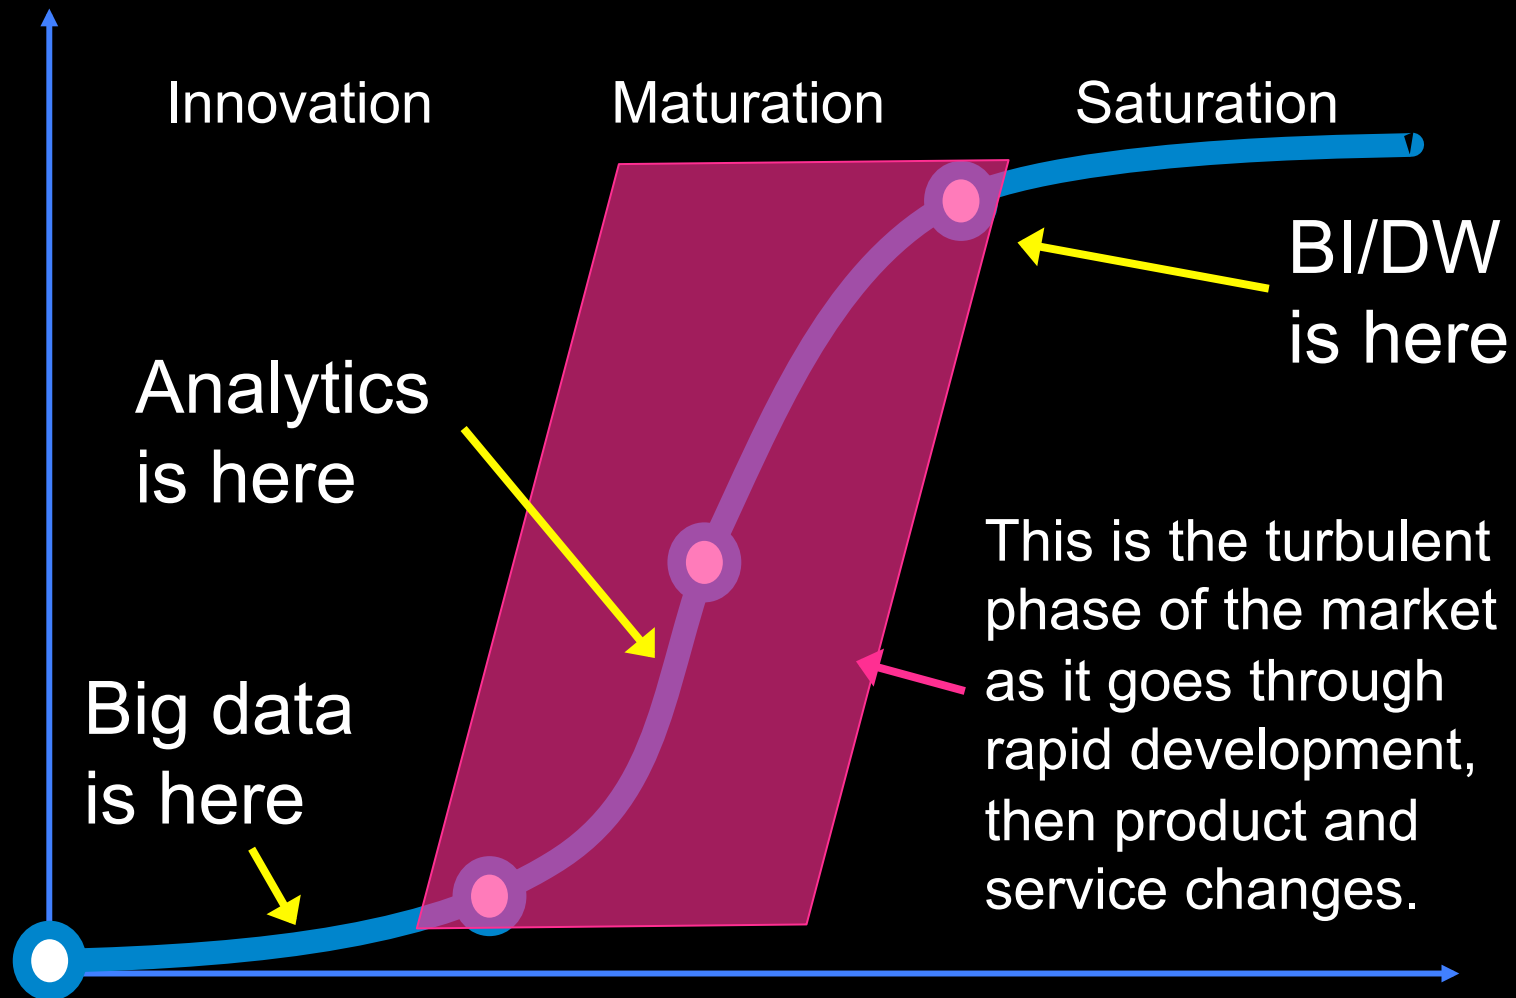 Innovation
Maturation
Saturation
BI/DW
is here
Analytics
is here
This is the turbulent
phase of the market
as it goes through
rapid development,
then product and
service changes.
Big data
is here